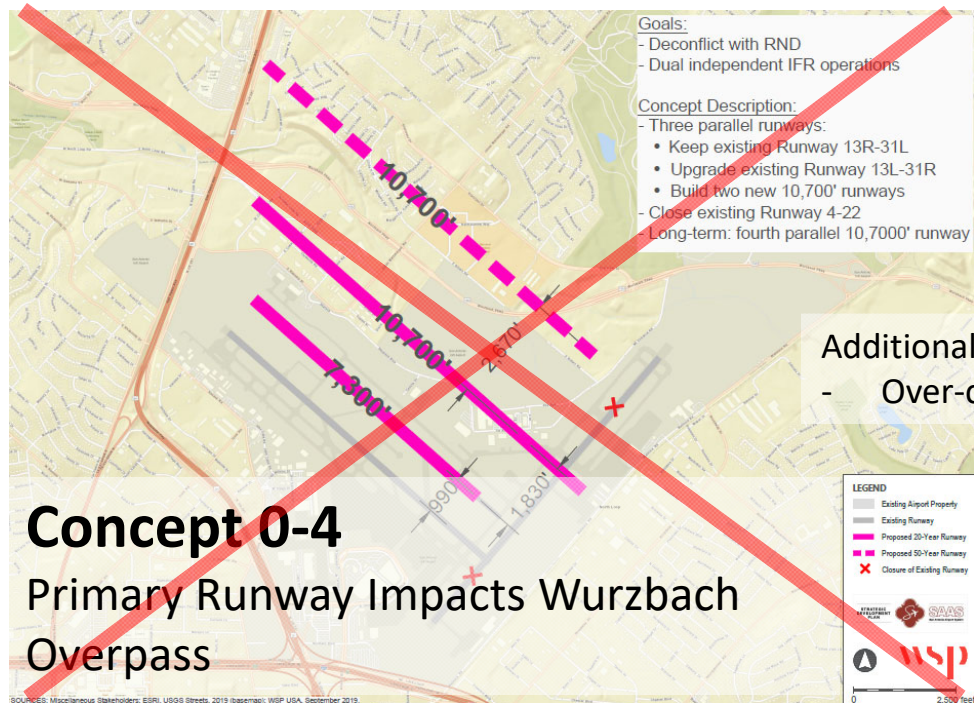 Goals:
- Deconflict with RND
- Dual independent IFR operations
Concept Description:
- Three parallel runways:
• Keep existing Runway 13R-31L
• Upgrade existing Runway 13L-31R
• Build two new 10,700' runways
- Close existing Runway 4-22
- Long-term: fourth parallel 10,7000' runway
10,700'
10,700'
7,300'
2,670'
990'
1,830'
Additional
- Over-c
Concept 0-4
Primary Runway Impacts Wurzbach
Overpass
LEGEND
Existing Airport Property
Existing Runway
Proposed 20-Year Runway
Proposed 50-Year Runway
Closure of Existing Runway
STRATEGIC
DEVELOPMENT
PLAN
SAAS
wsp
0 2,500 feet
SOURCES: Miscellaneous Stakeholders; ESRI, USGS Streets, 2019 (basemap); WSP USA, September 2019.